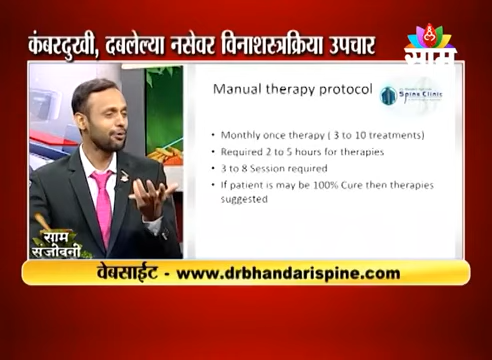 कंबरदुखी, दबलेल्या नसेवर विनाशस्त्रक्रिया उपचार
साम
Manual therapy protocol
Spine Clinic
• Monthly once therapy ( 3 to 10 treatments)
• Required 2 to 5 hours for therapies
• 3 to 8 Session required
• If patient is may be 100% Cure then therapies
suggested
साम
संजीवनी
वेबसाईट - www.drbhandarispine.com